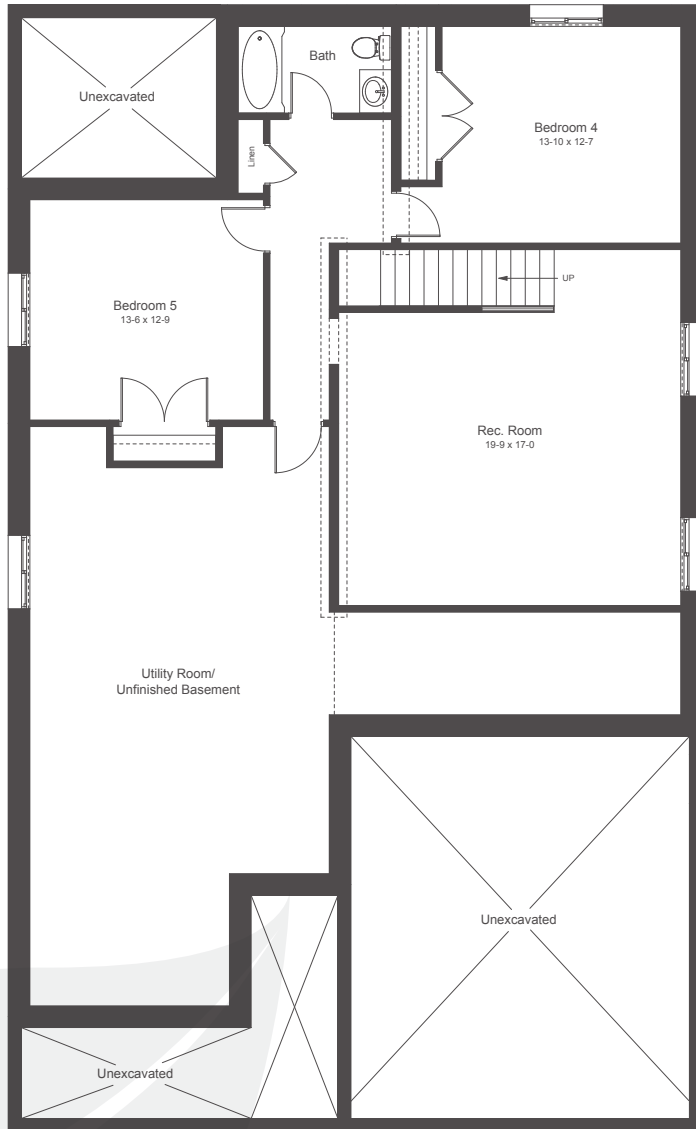 Unexcavated
Bath
Bedroom 4
13-10 x 12-7
Linen
UP
Bedroom 5
13-6 x 12-9
Rec. Room
19-9 x 17-0
Utility Room/
Unfinished Basement
Unexcavated
Unexcavated